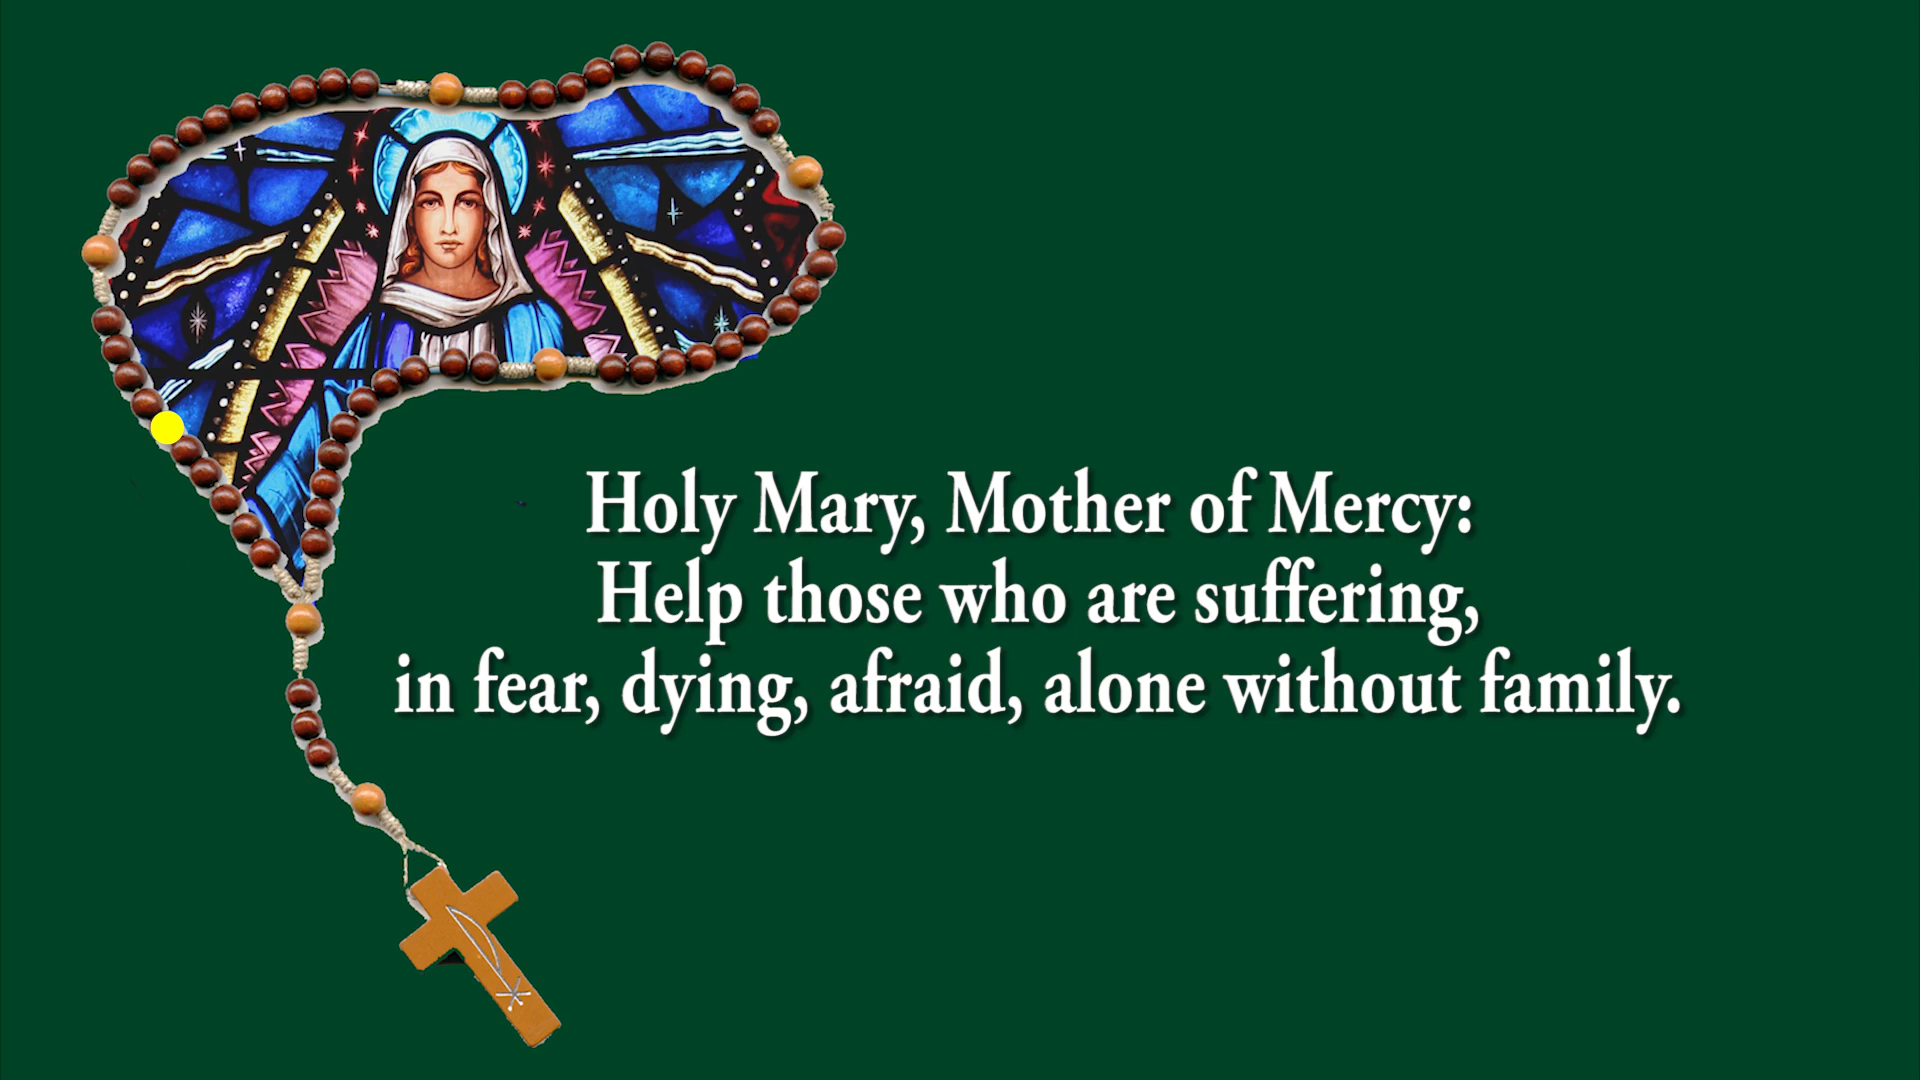 Holy Mary, Mother of Mercy:
Help those who are suffering,
in fear, dying, afraid, alone without family.